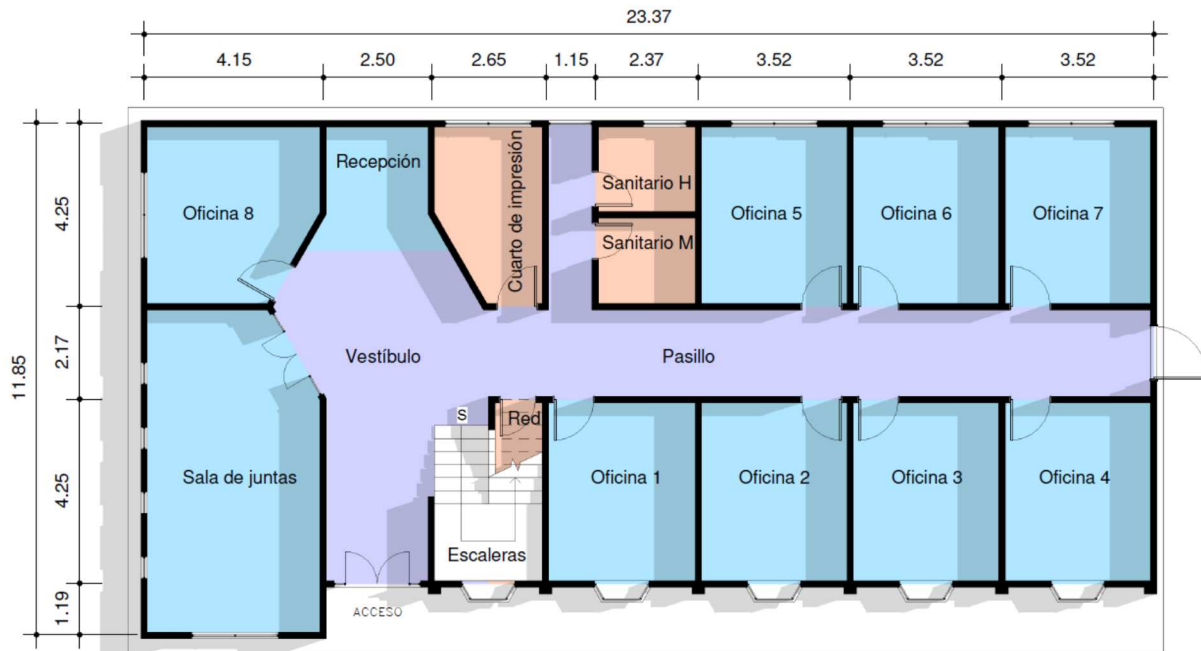 23.37
4.15 2.50 2.65 1.15 2.37 3.52 3.52 3.52
11.85
4.25
2.17
4.25
1.19
Oficina 8
Recepción
Cuarto de impresión
Sanitario H
Sanitario M
Oficina 5
Oficina 6
Oficina 7
Vestíbulo
Pasillo
S
Red
Sala de juntas
Escaleras
Oficina 1
Oficina 2
Oficina 3
Oficina 4
ACCESO